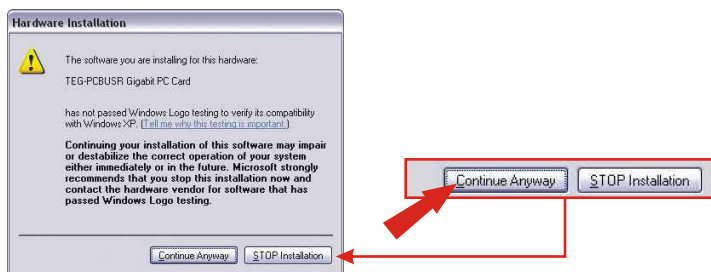 Hardware Installation
The software you are installing for this hardware:
TEG-PCBUSR Gigabit PC Card
has not passed Windows Logo testing to verify its compatibility
with Windows XP. (Tell me why this testing is important.)
Continuing your installation of this software may impair
or destabilize the correct operation of your system
either immediately or in the future. Microsoft strongly
recommends that you stop this installation now and
contact the hardware vendor for software that has
passed Windows Logo testing.
Continue Anyway STOP Installation
Continue Anyway STOP Installation